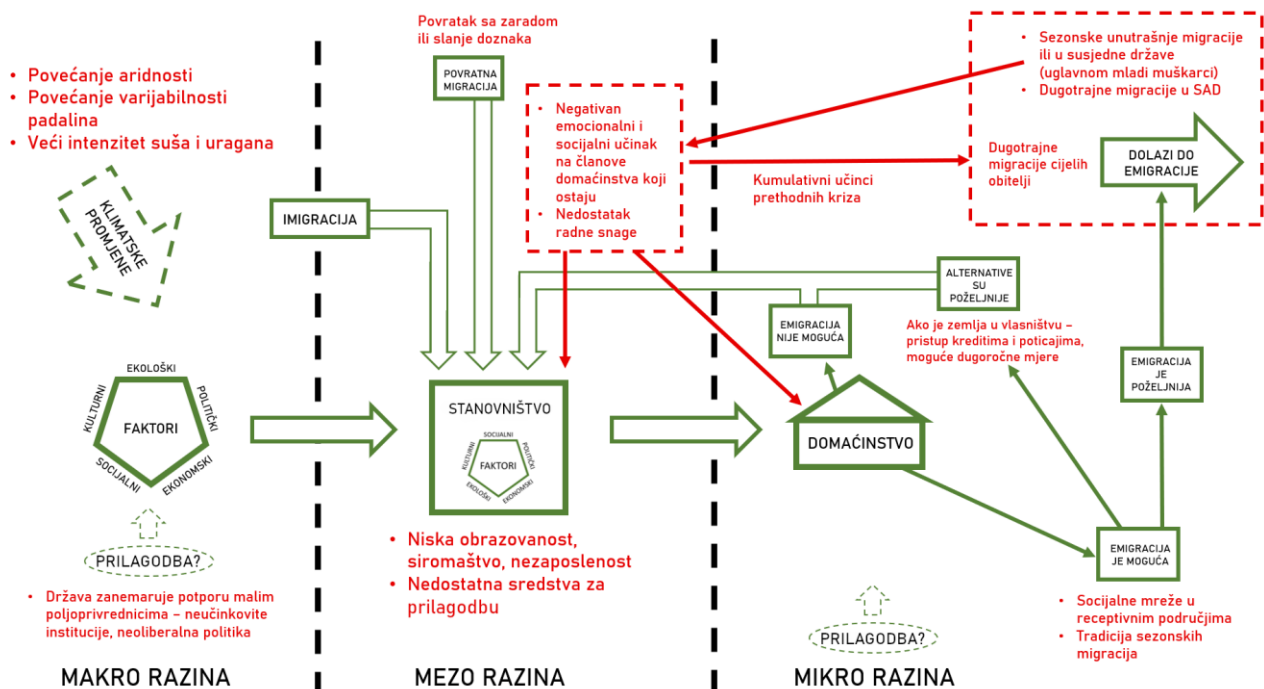 • Povećanje aridnosti
• Povećanje varijabilnosti
padalina
• Veći intenzitet suša i uragana
KLIMATSKE
PROMJENE
EKOLOŠKI
KULTURNI
POLITIČKI
FAKTORI
SOCIJALNI
EKONOMSKI
PRILAGODBA?
• Država zanemaruje potporu malim
poljoprivrednicima – neučinkovite
institucije, neoliberalna politika
MAKRO RAZINA
Povratak sa zaradom
ili slanje doznaka
POVRATNA
MIGRACIJA
IMIGRACIJA
• Negativan
emocionalni i
socijalni učinak
na članove
domaćinstva koji
ostaju
• Nedostatak
radne snage
STANOVNIŠTVO
SOCIJALNI
KULTURNI
POLITIČKI
FAKTORI
EKOLOŠKI
EKONOMSKI
• Niska obrazovanost,
siromaštvo, nezaposlenost
• Nedostatna sredstva za
prilagodbu
MEZO RAZINA
• Sezonske unutrašnje migracije
ili u susjedne države
(uglavnom mladi muškarci)
• Dugotrajne migracije u SAD
Dugotrajne
migracije cijelih
obitelji
DOLAZI DO
EMIGRACIJE
Kumulativni učinci
prethodnih kriza
ALTERNATIVE
SU
POŽELJNIJE
EMIGRACIJA
NIJE MOGUĆA
Ako je zemlja u vlasništvu –
pristup kreditima i poticajima,
moguće dugoročne mjere
EMIGRACIJA
JE
POŽELJNIJA
DOMAĆINSTVO
EMIGRACIJA
JE MOGUĆA
• Socijalne mreže u
receptivnim područjima
• Tradicija sezonskih
migracija
PRILAGODBA?
MIKRO RAZINA